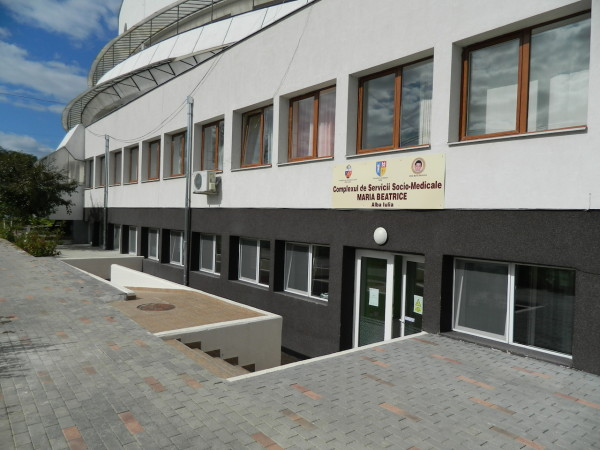 Complexul de Servicii Socio-Medicale
MARIA BEATRICE
Alba Iulia